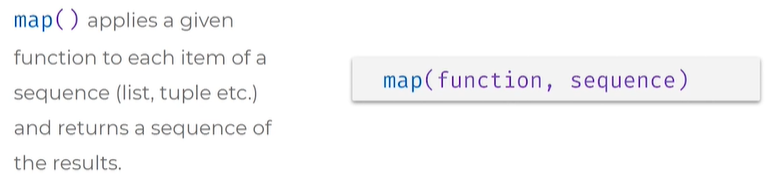 map() applies a given
function to each item of a
sequence (list, tuple etc.)
and returns a sequence of
the results.
map(function, sequence)